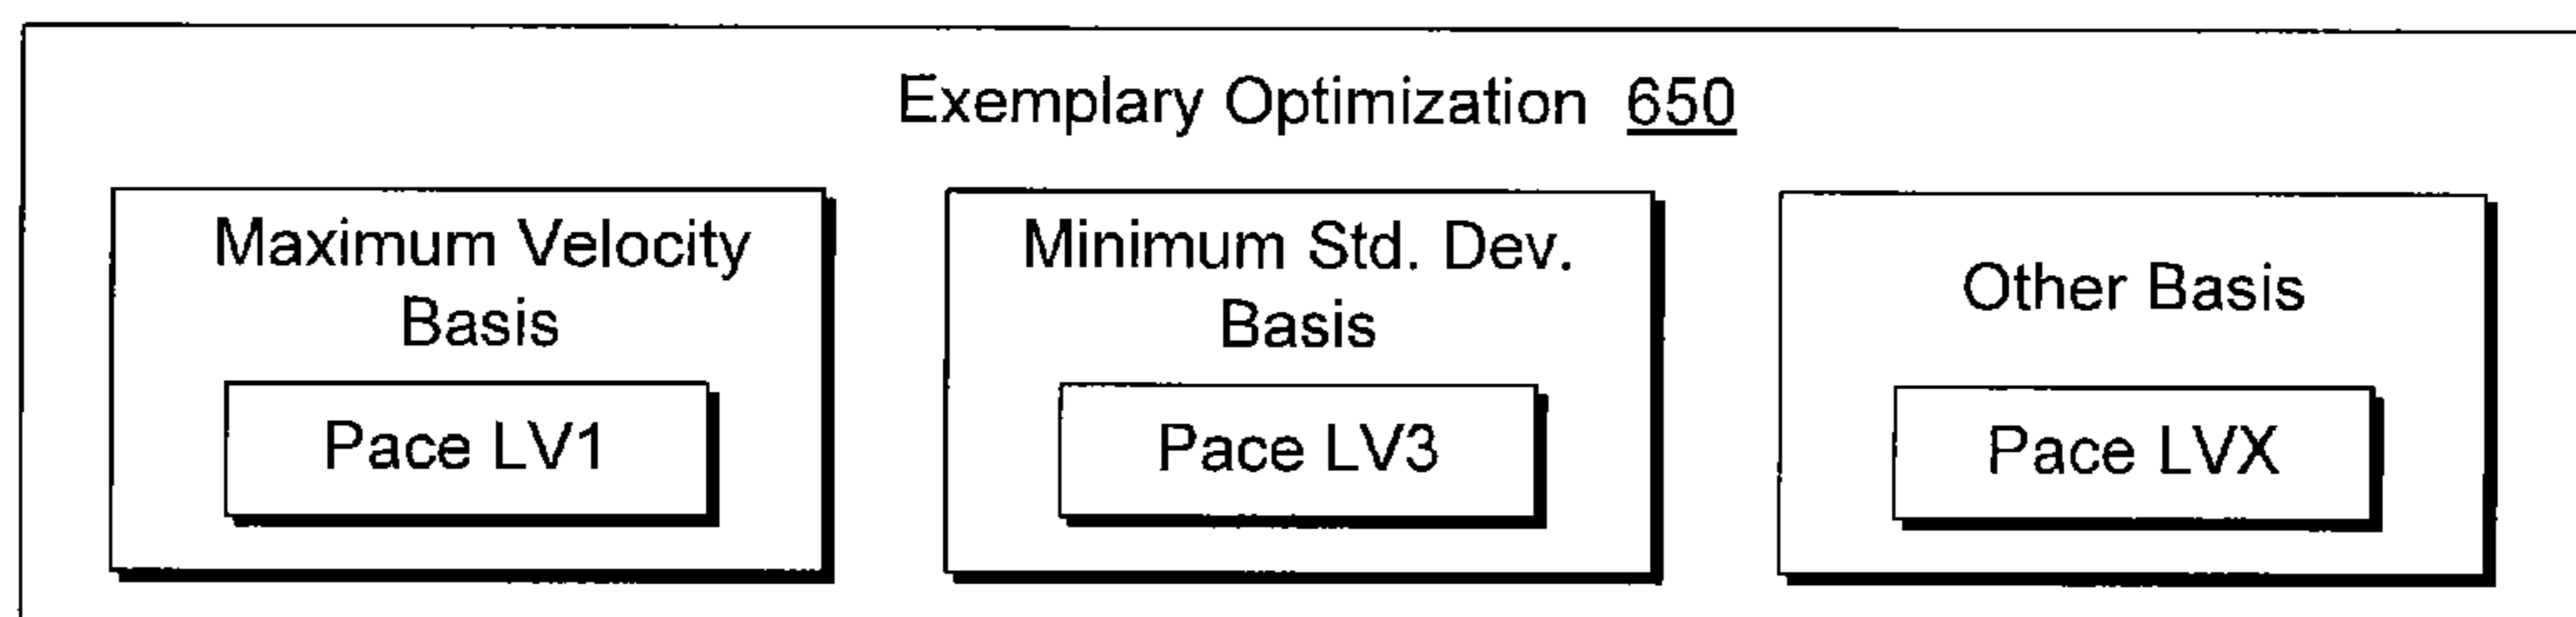 Exemplary Optimization 650
Maximum Velocity
Basis
Pace LV1
Minimum Std. Dev.
Basis
Pace LV3
Other Basis
Pace LVX